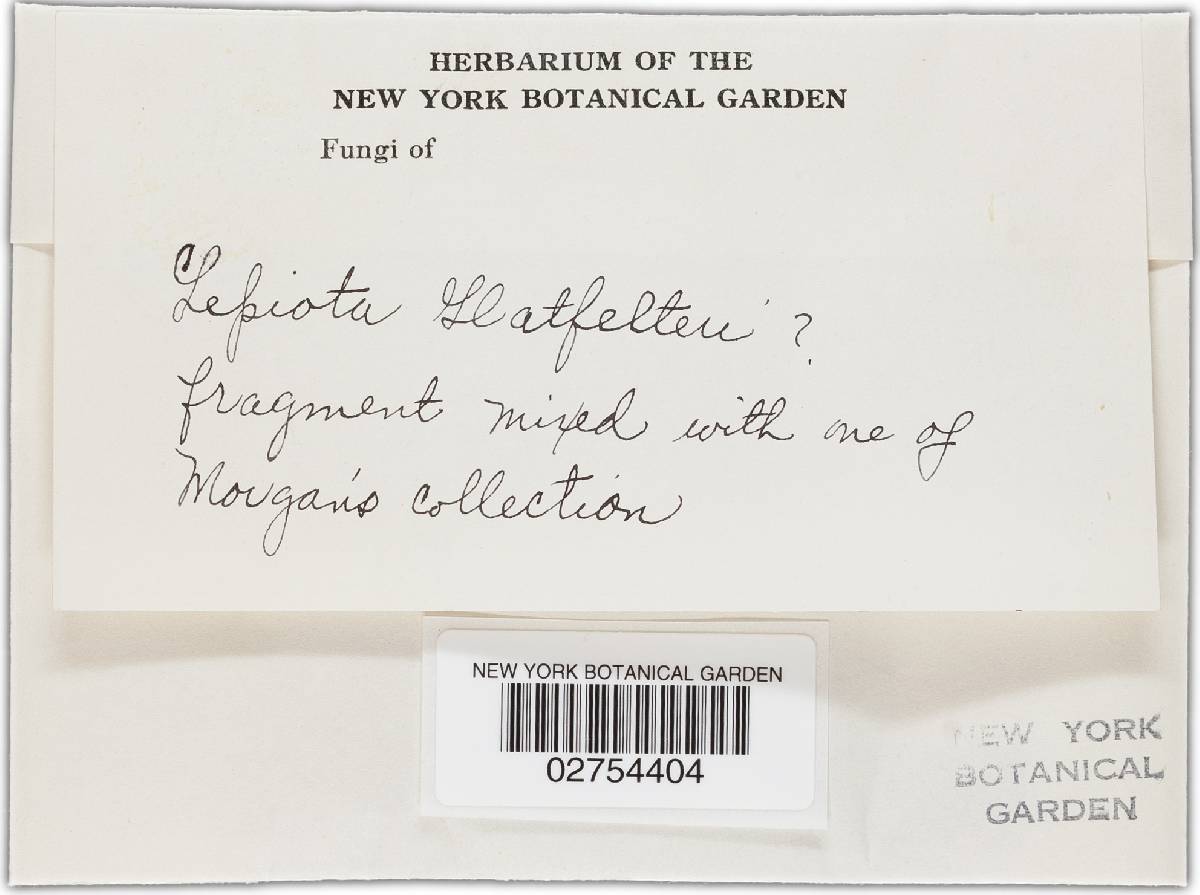 HERBARIUM OF THE
NEW YORK BOTANICAL GARDEN
Fungi of
Lepiota Glatfelteri ?
fragment mixed with one of
Morgan's collection
NEW YORK BOTANICAL GARDEN
02754404
NEW YORK
BOTANICAL
GARDEN